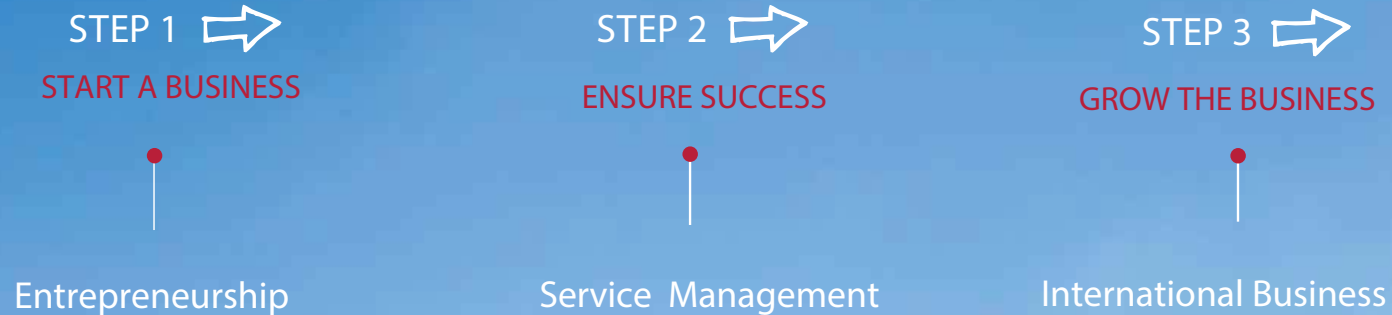 STEP 1
START A BUSINESS
Entrepreneurship
STEP 2
ENSURE SUCCESS
Service Management
STEP 3
GROW THE BUSINESS
International Business